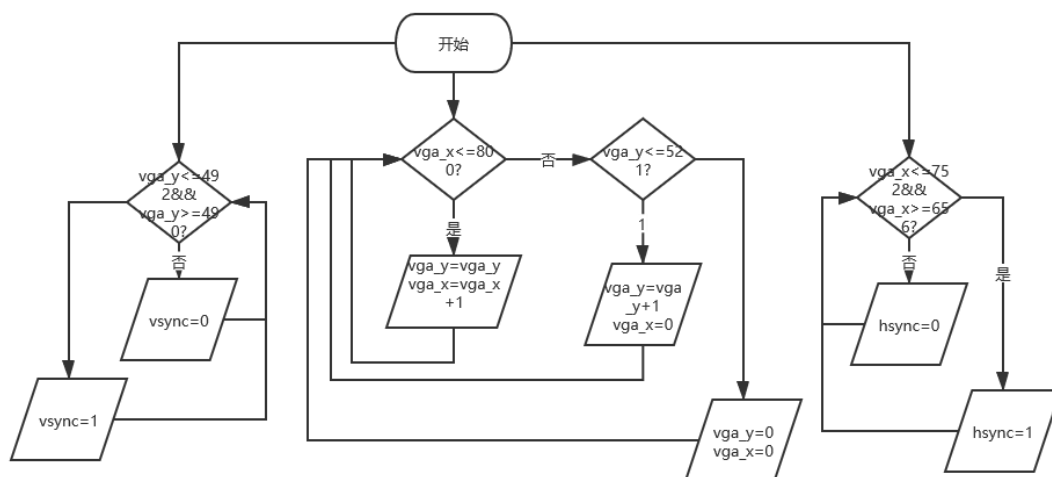 开始
vga_x<=80
0?
否
vga_y<=52
1?
vga_y<=49
2&&
vga_y>=49
0?
vga_x<=75
2&&
vga_x>=65
6?
是
1
否
否
是
vga_y=vga_y
vga_x=vga_x
+1
vga_y=vga
_y+1
vga_x=0
vsync=0
hsync=0
vsync=1
vga_y=0
vga_x=0
hsync=1